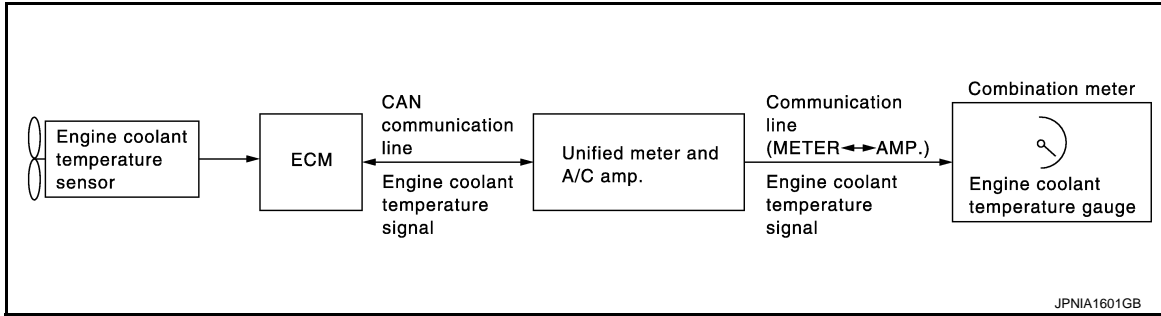 Engine coolant
temperature
sensor
ECM
CAN
communication
line
Engine coolant
temperature
signal
Unified meter and
A/C amp.
Communication
line
(METER◄►AMP.)
Engine coolant
temperature
signal
Combination meter
Engine coolant
temperature gauge
JPNIA1601GB